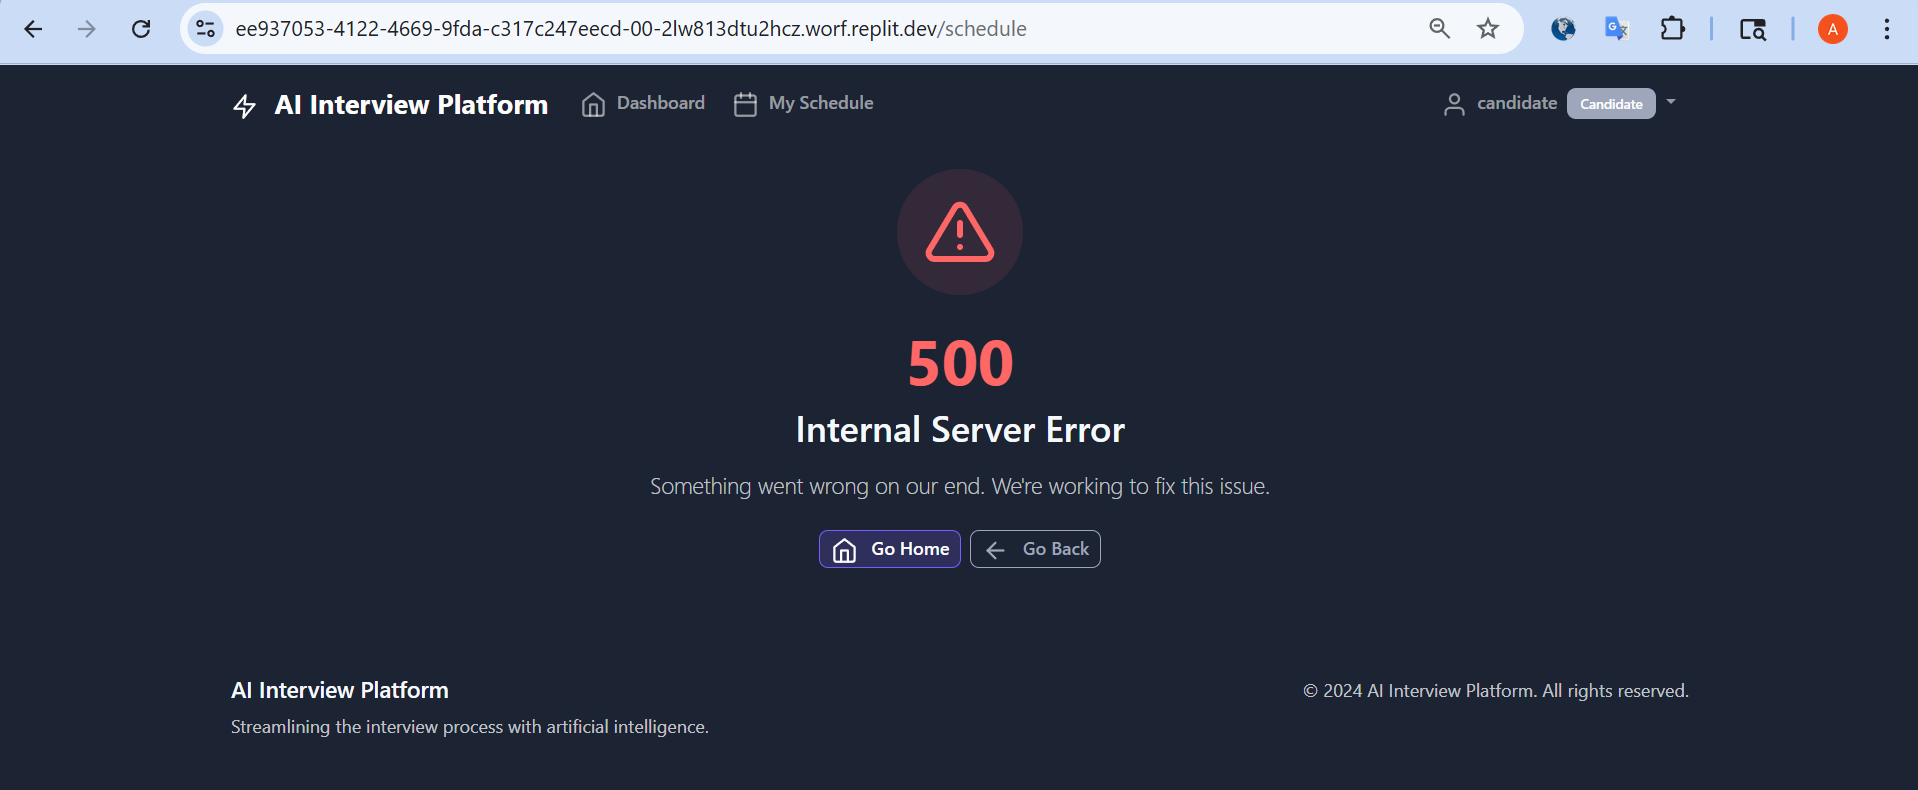 ee937053-4122-4669-9fda-c317c247eecd-00-2lw813dtu2hcz.worf.replit.dev/schedule
A
AI Interview Platform
Dashboard
My Schedule
candidate
Candidate
500
Internal Server Error
Something went wrong on our end. We're working to fix this issue.
Go Home
Go Back
AI Interview Platform
© 2024 AI Interview Platform. All rights reserved.
Streamlining the interview process with artificial intelligence.